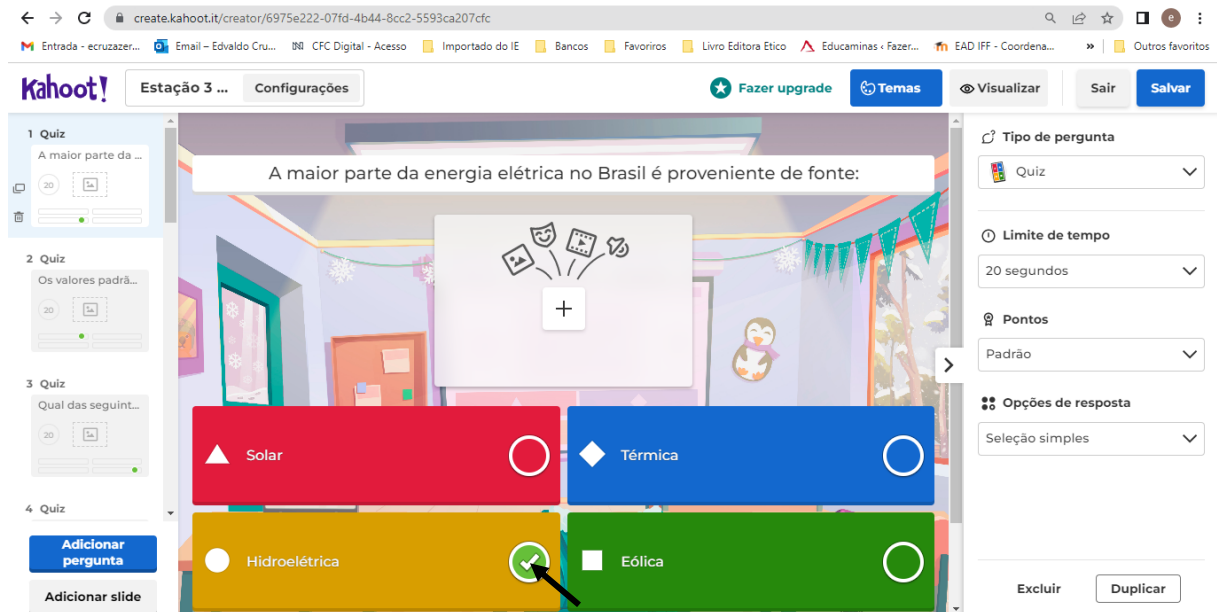 create.kahoot.it/creator/6975e222-07fd-4b44-8cc2-5593ca207cfc
e
Entrada - ecruzazer...
Email – Edvaldo Cru...
CFC Digital - Acesso
Importado do IE
Bancos
Favoriros
Livro Editora Etico
Educaminas ‹ Fazer...
EAD IFF - Coordena...
»
Outros favoritos
Kahoot!
Estação 3 ...
Configurações
Fazer upgrade
Temas
Visualizar
Sair
Salvar
1 Quiz
A maior parte da ...
20
2 Quiz
Os valores padrã...
20
3 Quiz
Qual das seguint...
20
4 Quiz
Adicionar
pergunta
Adicionar slide
A maior parte da energia elétrica no Brasil é proveniente de fonte:
+
Solar
Térmica
Hidroelétrica
Eólica
Tipo de pergunta
Quiz
Limite de tempo
20 segundos
Pontos
Padrão
Opções de resposta
Seleção simples
Excluir
Duplicar